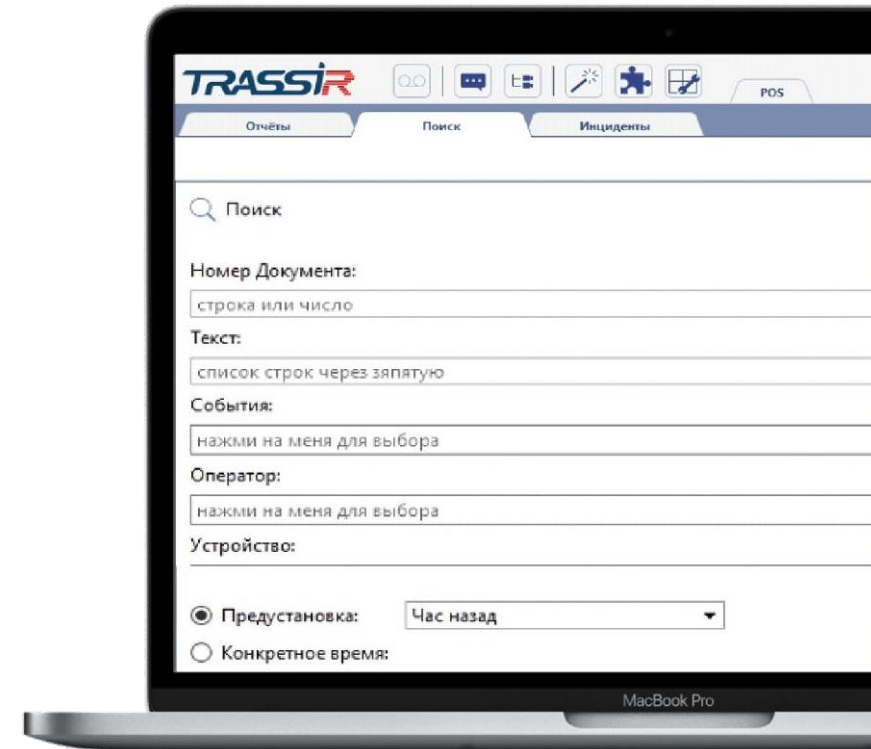 TRASSIR
POS
Отчёты Поиск Инциденты
Поиск
Номер Документа:
строка или число
Текст:
список строк через зяпятую
События:
нажми на меня для выбора
Оператор:
нажми на меня для выбора
Устройство:
Предустановка: Час назад
Конкретное время:
MacBook Pro